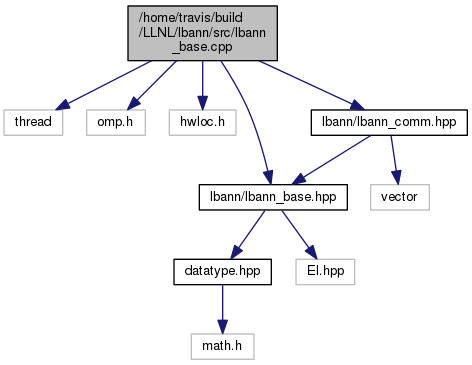 /home/travis/build
/LLNL/lbann/src/lbann
_base.cpp
thread
omp.h
hwloc.h
lbann/lbann_comm.hpp
lbann/lbann_base.hpp
vector
datatype.hpp
El.hpp
math.h